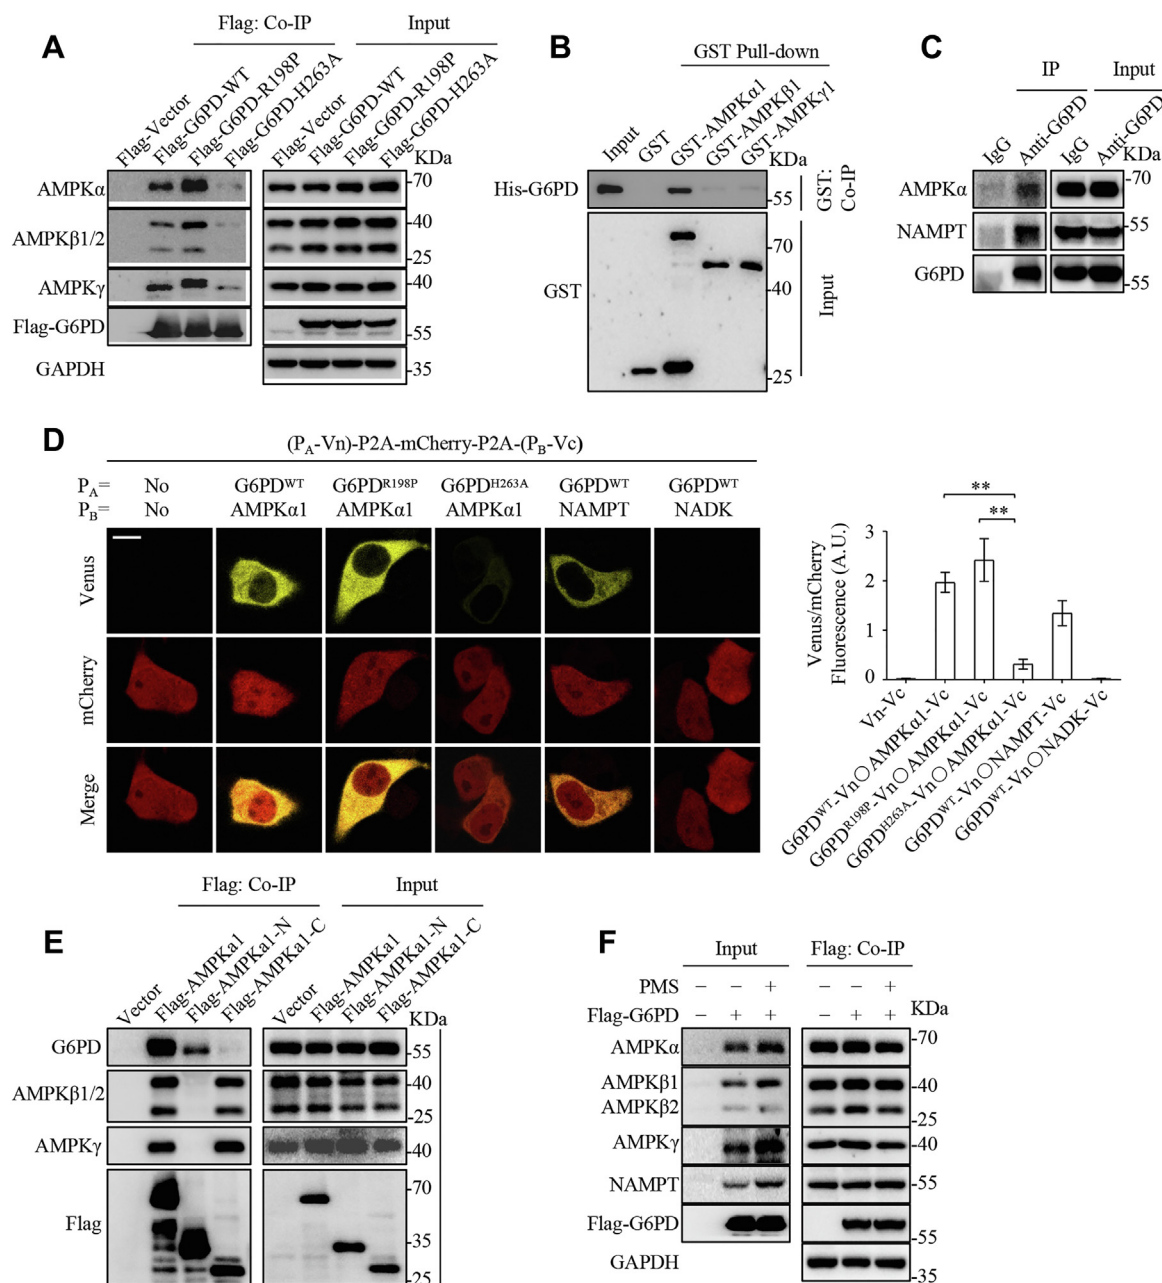 A
Flag: Co-IP
Input
Flag-Vector
Flag-G6PD-WT
Flag-G6PD-R198P
Flag-G6PD-H263A
Flag-Vector
Flag-G6PD-WT
Flag-G6PD-R198P
Flag-G6PD-H263A
KDa
AMPKα
-70
AMPKβ1/2
-40
-25
AMPKγ
-40
Flag-G6PD
-55
GAPDH
-35
B
GST Pull-down
Input
GST
GST-AMPKα1
GST-AMPKβ1
GST-AMPKγ1
KDa
His-G6PD
-55
GST: Co-IP
GST
-70
-40
-25
Input
C
IP
Input
IgG
Anti-G6PD
IgG
Anti-G6PD
KDa
AMPKα
-70
NAMPT
-55
G6PD
-55
D
(PA-Vn)-P2A-mCherry-P2A-(PB-Vc)
PA= No G6PDWT G6PDR198P G6PDH263A G6PDWT G6PDWT
PB= No AMPKα1 AMPKα1 AMPKα1 NAMPT NADK
Venus
mCherry
Merge
**
**
Venus/mCherry
Fluorescence (A.U.)
3
2
1
0
Vn-Vc
G6PDWT-Vn○AMPKα1-Vc
G6PDR198P-Vn○AMPKα1-Vc
G6PDH263A-Vn○AMPKα1-Vc
G6PDWT-Vn○NAMPT-Vc
G6PDWT-Vn○NADK-Vc
E
Flag: Co-IP
Input
Vector
Flag-AMPKa1
Flag-AMPKa1-N
Flag-AMPKa1-C
Vector
Flag-AMPKa1
Flag-AMPKa1-N
Flag-AMPKa1-C
KDa
G6PD
-55
AMPKβ1/2
-40
-25
AMPKγ
-40
Flag
-70
-35
-25
F
Input
Flag: Co-IP
PMS – – + – – +
Flag-G6PD – + + – + +
KDa
AMPKα
-70
AMPKβ1
-40
AMPKβ2
-25
AMPKγ
-40
NAMPT
-55
Flag-G6PD
-55
GAPDH
-35